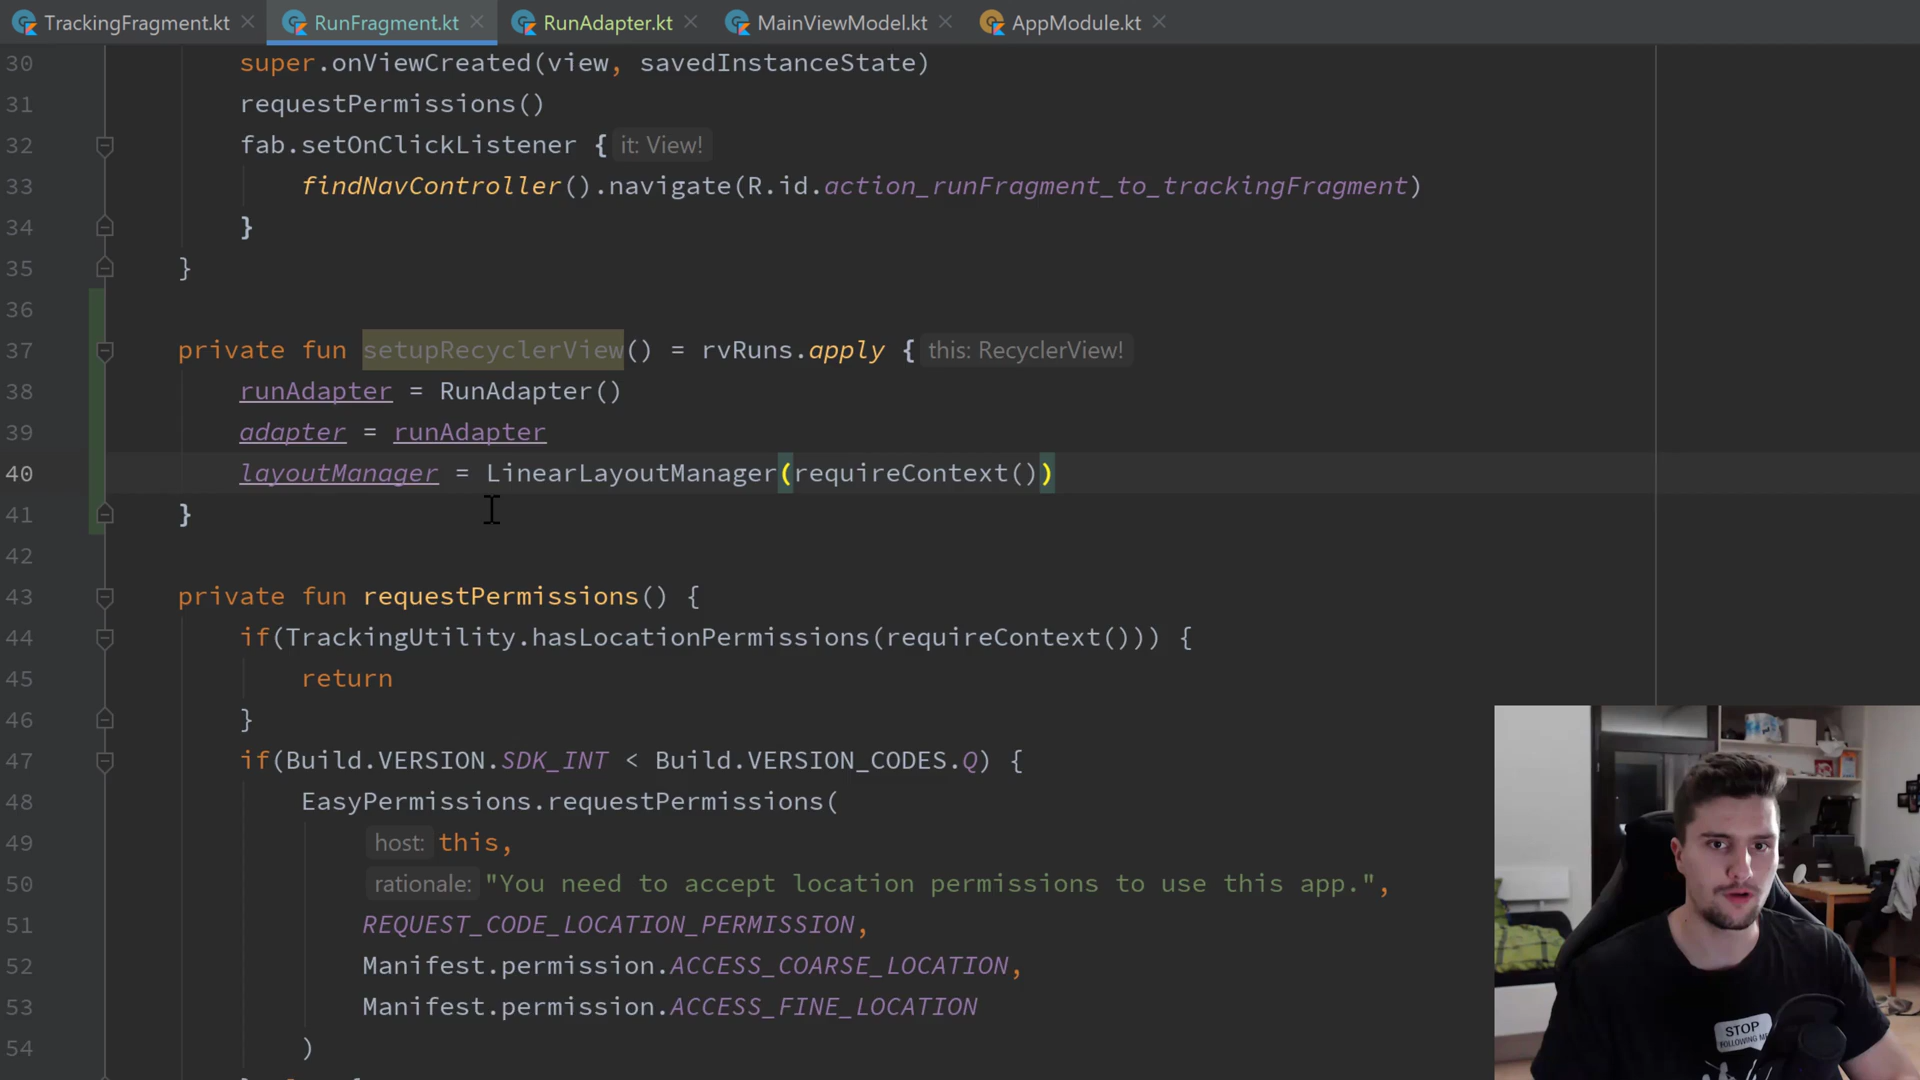 TrackingFragment.kt RunFragment.kt RunAdapter.kt MainViewModel.kt AppModule.kt
30 super.onViewCreated(view, savedInstanceState)
31 requestPermissions()
32 fab.setOnClickListener { it: View!
33 findNavController().navigate(R.id.action_runFragment_to_trackingFragment)
34 }
35 }
36
37 private fun setupRecyclerView() = rvRuns.apply { this: RecyclerView!
38 runAdapter = RunAdapter()
39 adapter = runAdapter
40 layoutManager = LinearLayoutManager(requireContext())
41 }
42
43 private fun requestPermissions() {
44 if(TrackingUtility.hasLocationPermissions(requireContext())) {
45 return
46 }
47 if(Build.VERSION.SDK_INT < Build.VERSION_CODES.Q) {
48 EasyPermissions.requestPermissions(
49 host: this,
50 rationale: "You need to accept location permissions to use this app.",
51 REQUEST_CODE_LOCATION_PERMISSION,
52 Manifest.permission.ACCESS_COARSE_LOCATION,
53 Manifest.permission.ACCESS_FINE_LOCATION
54 )
STOP
FOLLOWING ME